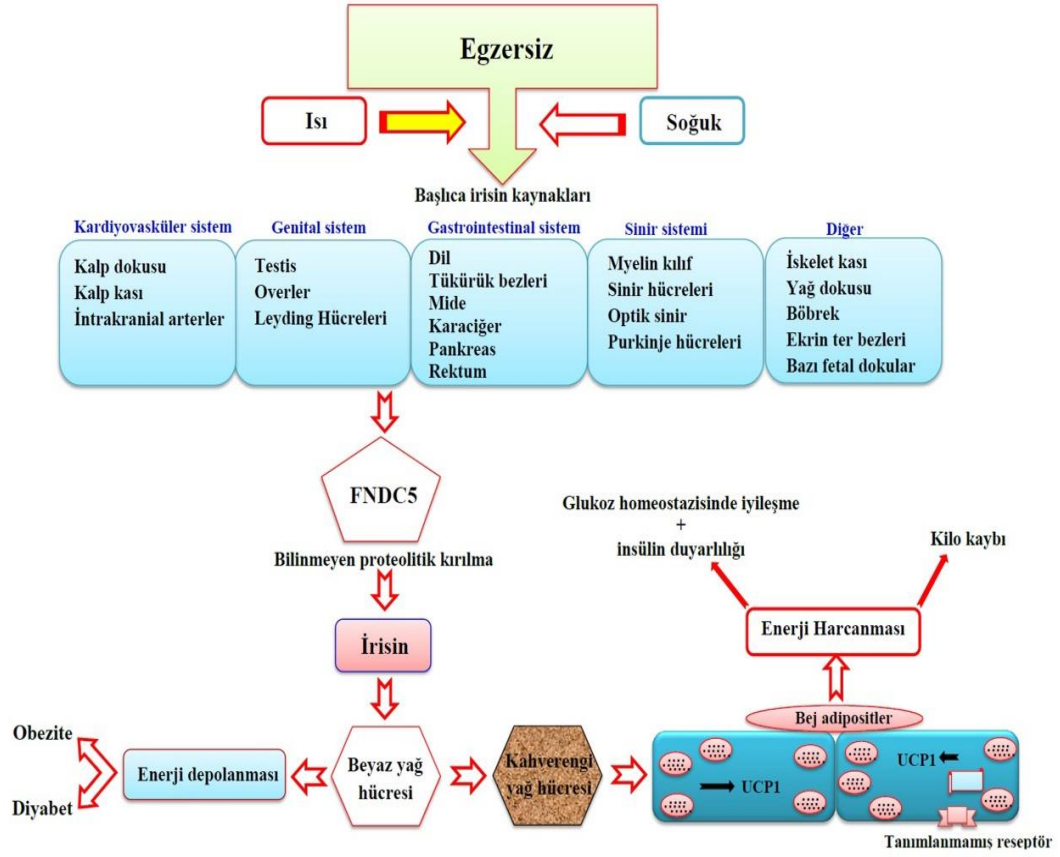 Egzersiz
Isı
Soğuk
Başlıca irisin kaynakları
Kardiyovasküler sistem
Kalp dokusu
Kalp kası
İntrakranial arterler
Genital sistem
Testis
Overler
Leyding Hücreleri
Gastrointestinal sistem
Dil
Tükürük bezleri
Mide
Karaciğer
Pankreas
Rektum
Sinir sistemi
Myelin kılıf
Sinir hücreleri
Optik sinir
Purkinje hücreleri
Diğer
İskelet kası
Yağ dokusu
Böbrek
Ekrin ter bezleri
Bazı fetal dokular
FNDC5
Bilinmeyen proteolitik kırılma
İrisin
Glukoz homeostazisinde iyileşme
+
insülin duyarlılığı
Kilo kaybı
Enerji Harcanması
Bej adipositler
Obezite
Diyabet
Enerji depolanması
Beyaz yağ
hücresi
Kahverengi
yağ hücresi
UCP1
UCP1
Tanımlanmamış reseptör